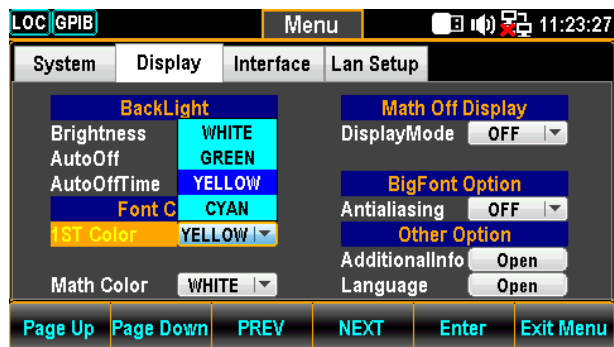 LOC GPIB Menu 11:23:27
System Display Interface Lan Setup
BackLight
Brightness
AutoOff
AutoOffTime
Font C
WHITE
GREEN
YELLOW
CYAN
1ST Color YELLOW
Math Color WHITE
Math Off Display
DisplayMode OFF
BigFont Option
Antialiasing OFF
Other Option
AdditionalInfo Open
Language Open
Page Up Page Down PREV NEXT Enter Exit Menu